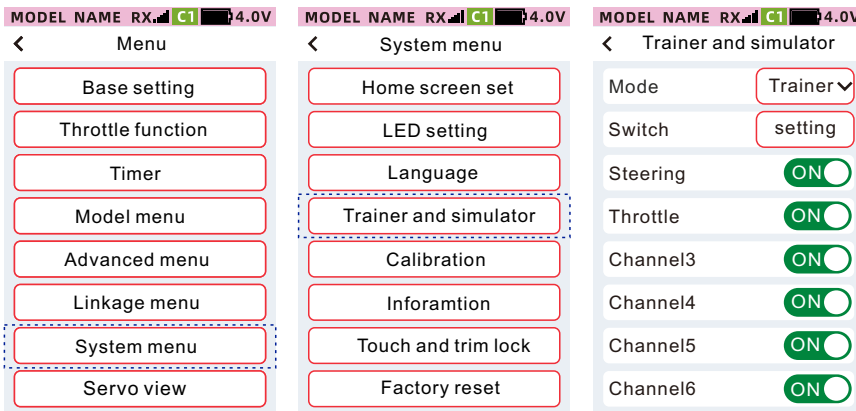 MODEL NAME RX C1 4.0V
Menu
Base setting
Throttle function
Timer
Model menu
Advanced menu
Linkage menu
System menu
Servo view
MODEL NAME RX C1 4.0V
System menu
Home screen set
LED setting
Language
Trainer and simulator
Calibration
Inforamtion
Touch and trim lock
Factory reset
MODEL NAME RX C1 4.0V
Trainer and simulator
Mode Trainer
Switch setting
Steering ON
Throttle ON
Channel3 ON
Channel4 ON
Channel5 ON
Channel6 ON